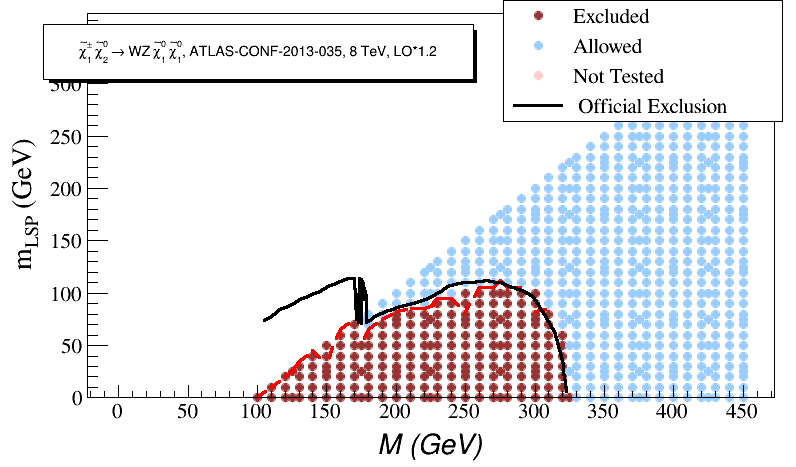 χ̃₁± χ̃₂⁰ → WZ χ̃₁⁰ χ̃₁⁰, ATLAS-CONF-2013-035, 8 TeV, LO*1.2
Excluded
Allowed
Not Tested
Official Exclusion
m_LSP (GeV)
300
250
200
150
100
50
0
0 50 100 150 200 250 300 350 400 450
M (GeV)